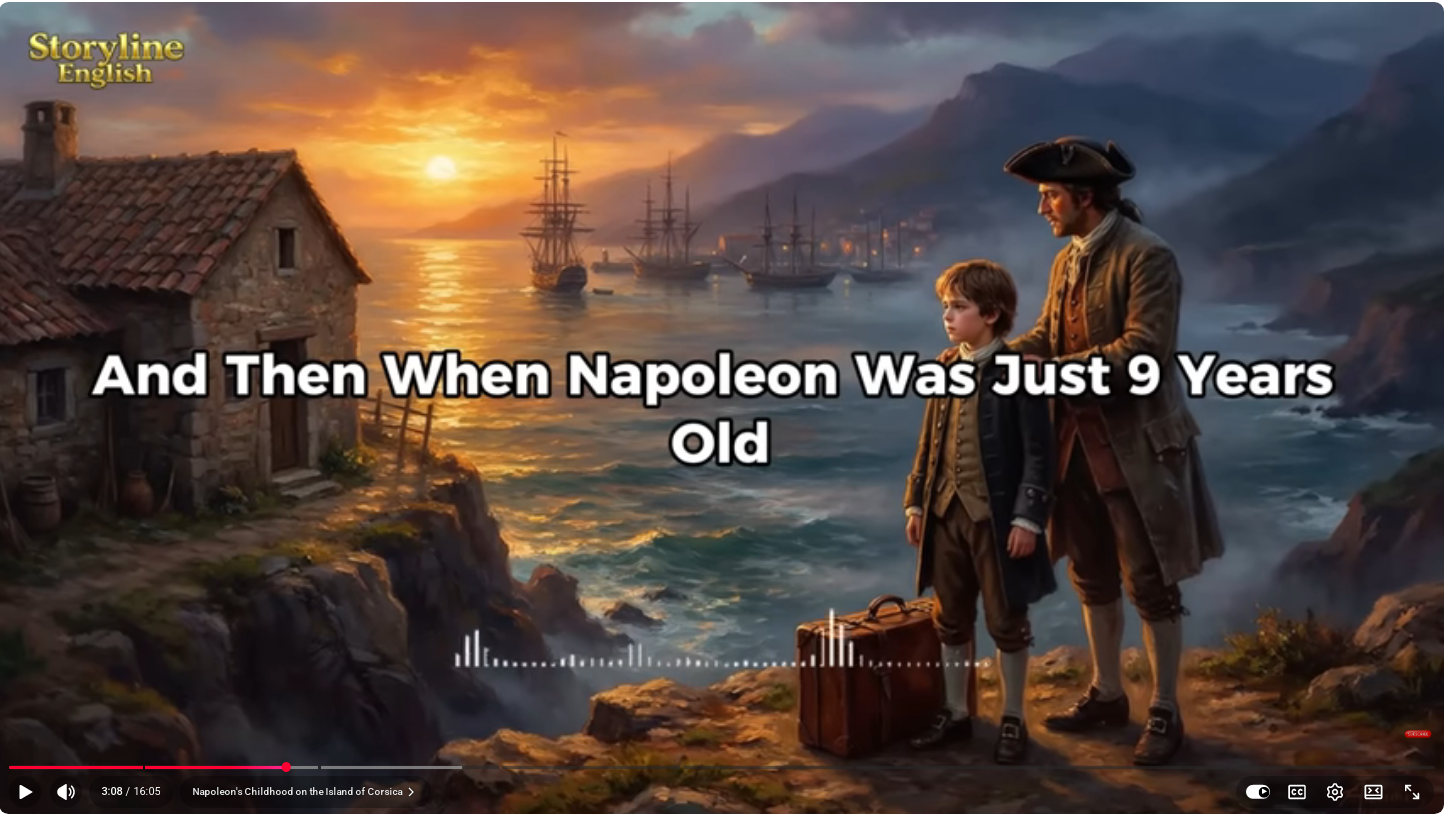 Storyline
English
And Then When Napoleon Was Just 9 Years
Old
3:08 / 16:05
Napoleon's Childhood on the Island of Corsica
CC